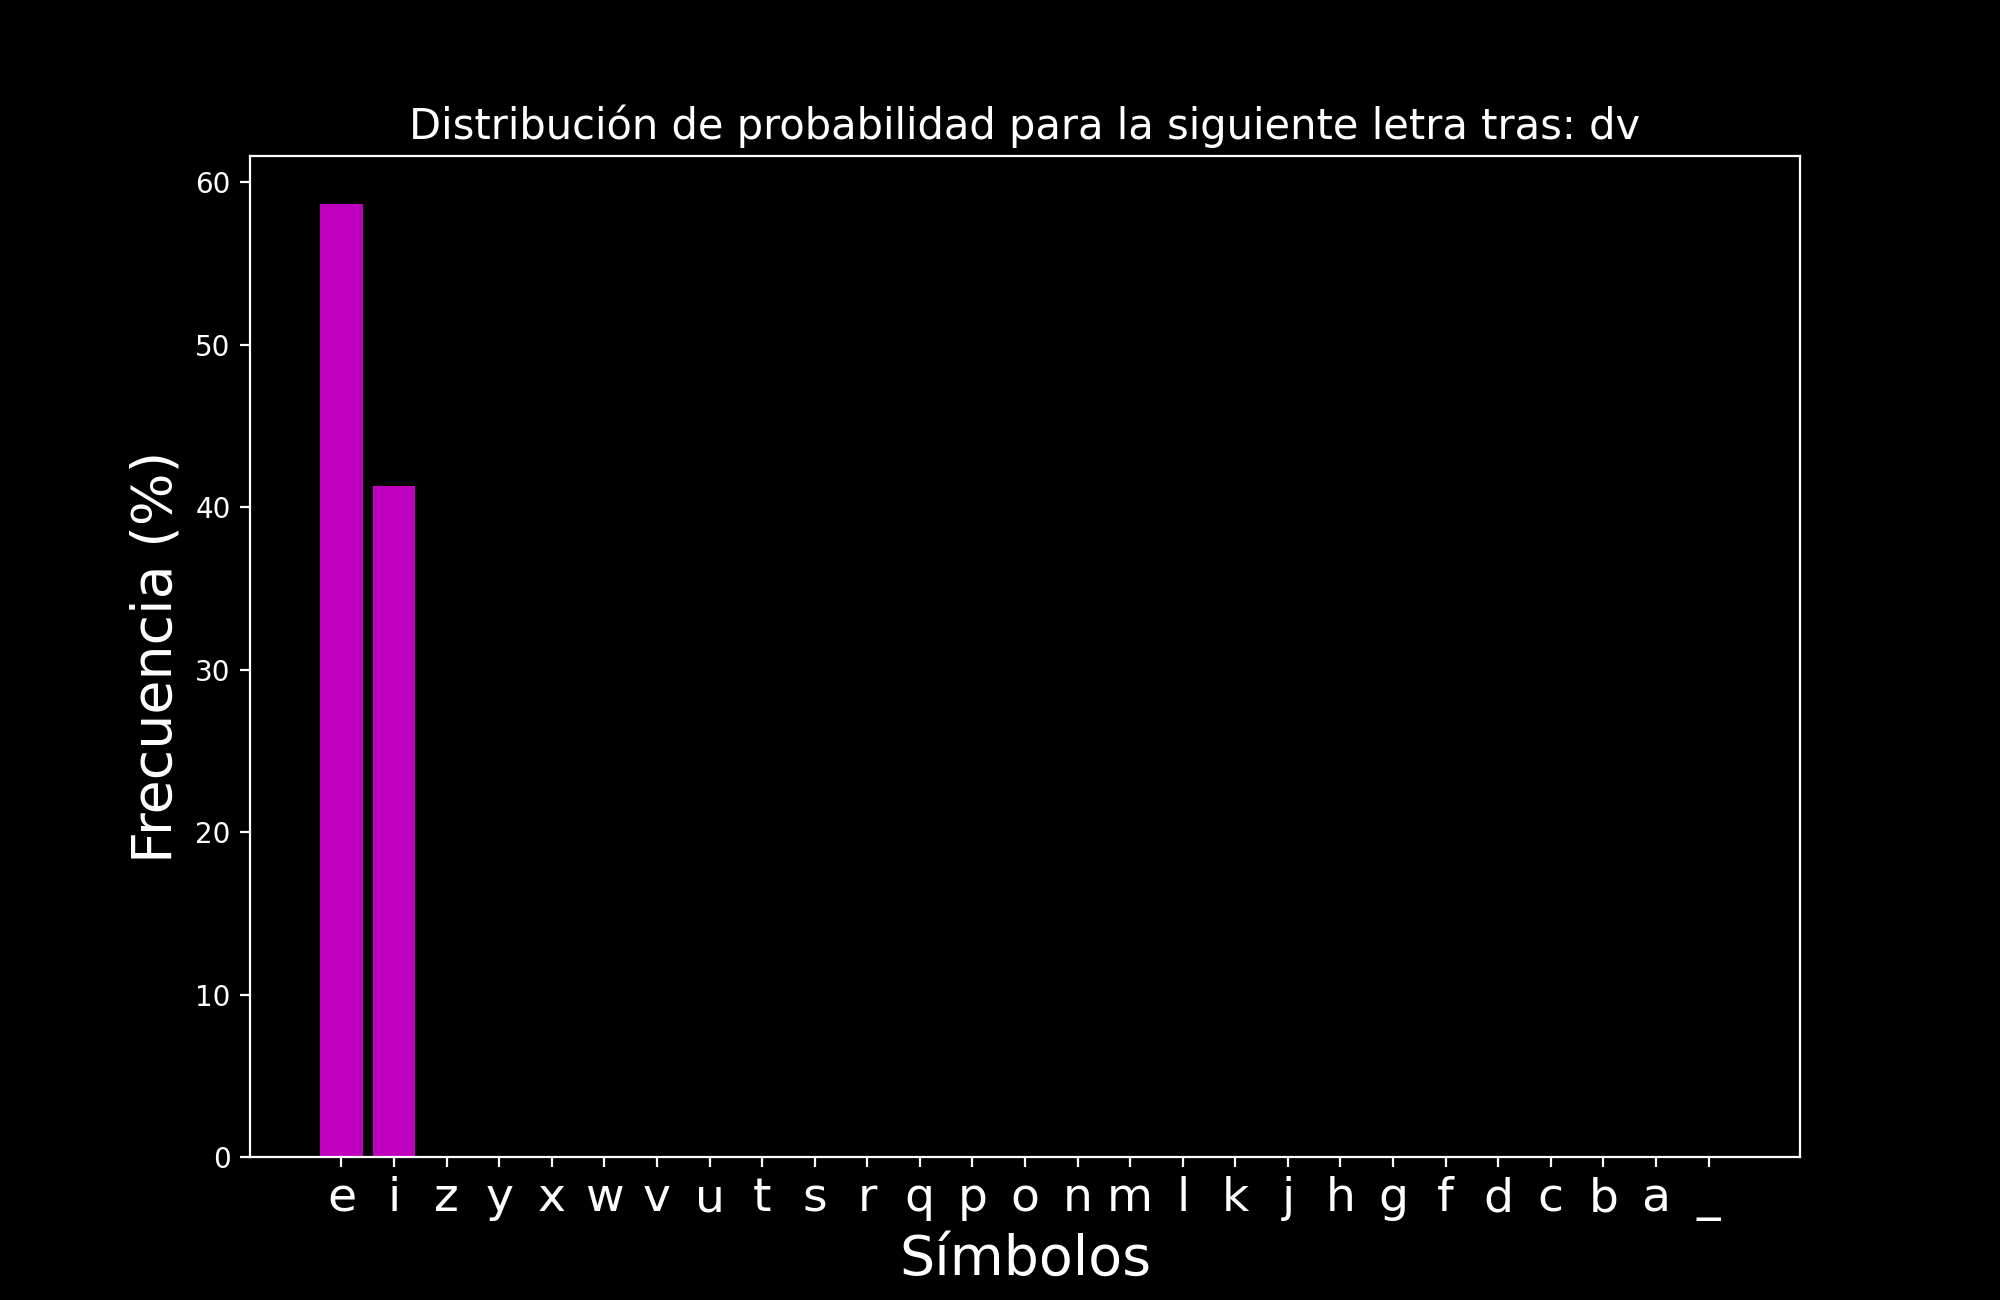 Distribución de probabilidad para la siguiente letra tras: dv
60
50
40
30
20
10
0
Frecuencia (%)
e i z y x w v u t s r q p o n m l k j h g f d c b a _
Símbolos